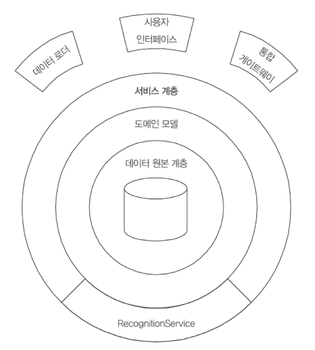 사용자
인터페이스
데이터 로더
통합
게이트웨이
서비스 계층
도메인 모델
데이터 원본 계층
RecognitionService